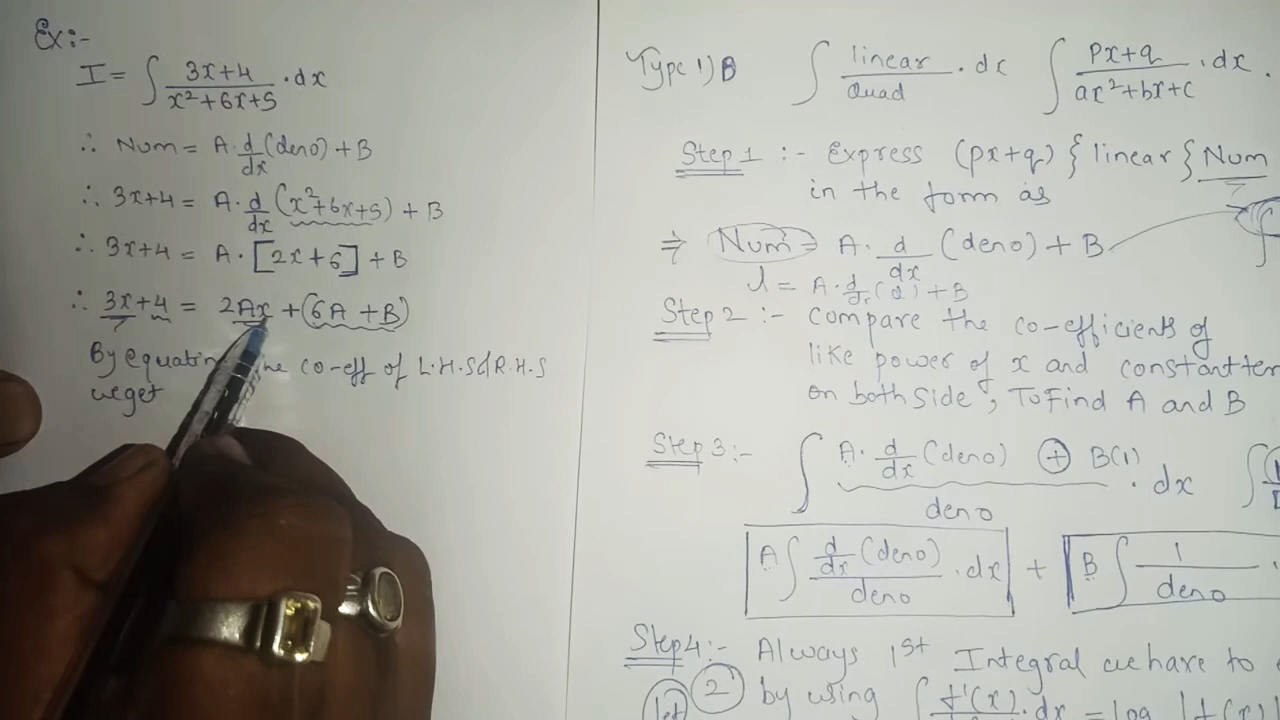 Ex:-
I = ∫ 3x+4 / x²+6x+5 . dx
∴ Num = A. d/dx (deno) + B
∴ 3x+4 = A. d/dx (x²+6x+5) + B
∴ 3x+4 = A. [2x+6] + B
∴ 3x+4 = 2Ax + (6A + B)
By equatin co-eff of L.H.S & R.H.S
we get
Type 1) B ∫ linear / Quad . dx ∫ px+q / ax²+bx+c . dx.
Step 1 :- Express (px+q) {linear} Num
in the form as
⇒ Num = A. d/dx (deno) + B
Step 2 :- Compare the co-efficients of
like power of x and constant ter
on both side, To Find A and B
Step 3 :- ∫ A. d/dx (deno) + B(1) / deno . dx
A ∫ d/dx (deno) / deno . dx + B ∫ 1 / deno .
Step 4 :- Always 1st Integral we have to
2 by using ∫ f'(x) . dx = log |f(x)|